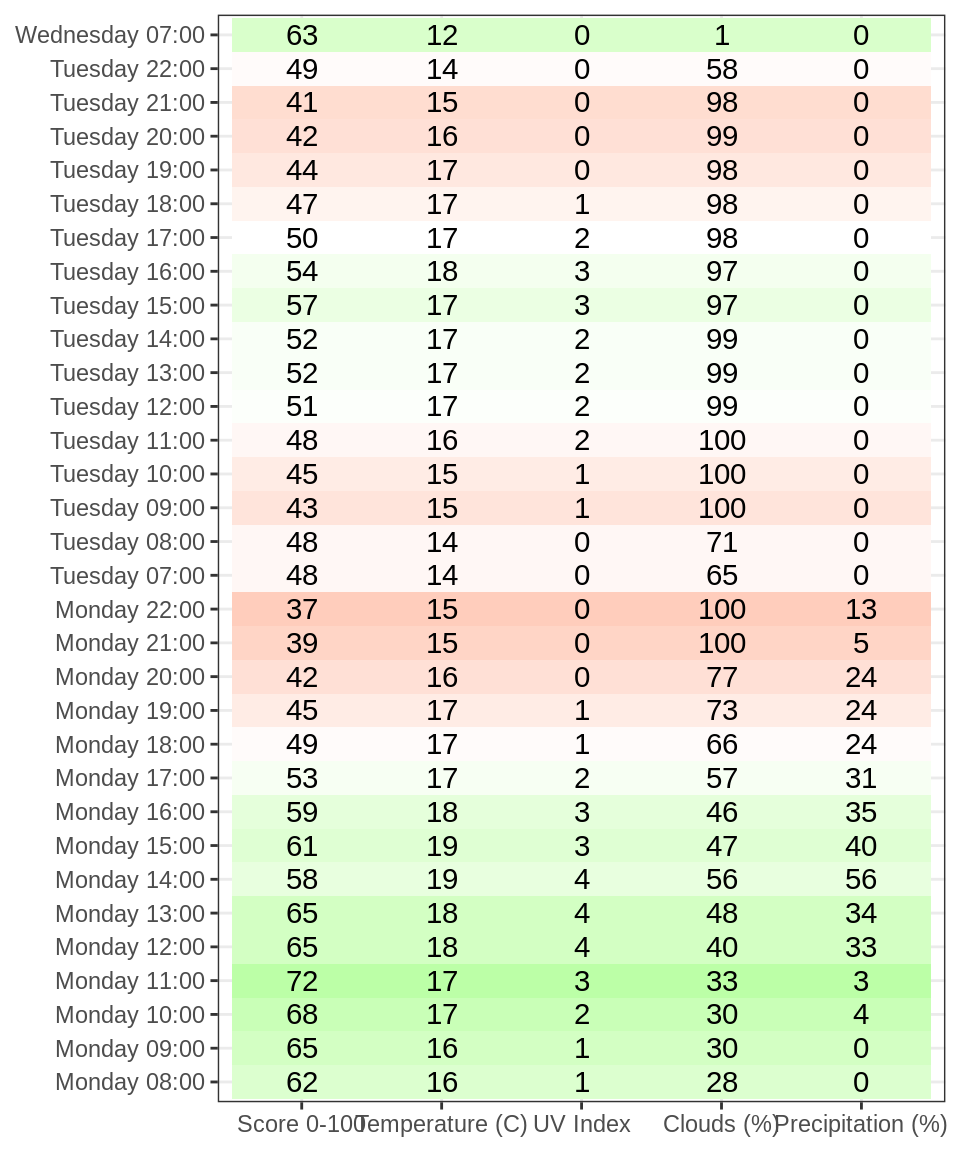 Wednesday 07:00 63 12 0 1 0
Tuesday 22:00 49 14 0 58 0
Tuesday 21:00 41 15 0 98 0
Tuesday 20:00 42 16 0 99 0
Tuesday 19:00 44 17 0 98 0
Tuesday 18:00 47 17 1 98 0
Tuesday 17:00 50 17 2 98 0
Tuesday 16:00 54 18 3 97 0
Tuesday 15:00 57 17 3 97 0
Tuesday 14:00 52 17 2 99 0
Tuesday 13:00 52 17 2 99 0
Tuesday 12:00 51 17 2 99 0
Tuesday 11:00 48 16 2 100 0
Tuesday 10:00 45 15 1 100 0
Tuesday 09:00 43 15 1 100 0
Tuesday 08:00 48 14 0 71 0
Tuesday 07:00 48 14 0 65 0
Monday 22:00 37 15 0 100 13
Monday 21:00 39 15 0 100 5
Monday 20:00 42 16 0 77 24
Monday 19:00 45 17 1 73 24
Monday 18:00 49 17 1 66 24
Monday 17:00 53 17 2 57 31
Monday 16:00 59 18 3 46 35
Monday 15:00 61 19 3 47 40
Monday 14:00 58 19 4 56 56
Monday 13:00 65 18 4 48 34
Monday 12:00 65 18 4 40 33
Monday 11:00 72 17 3 33 3
Monday 10:00 68 17 2 30 4
Monday 09:00 65 16 1 30 0
Monday 08:00 62 16 1 28 0
Score 0-100 Temperature (C) UV Index Clouds (%) Precipitation (%)